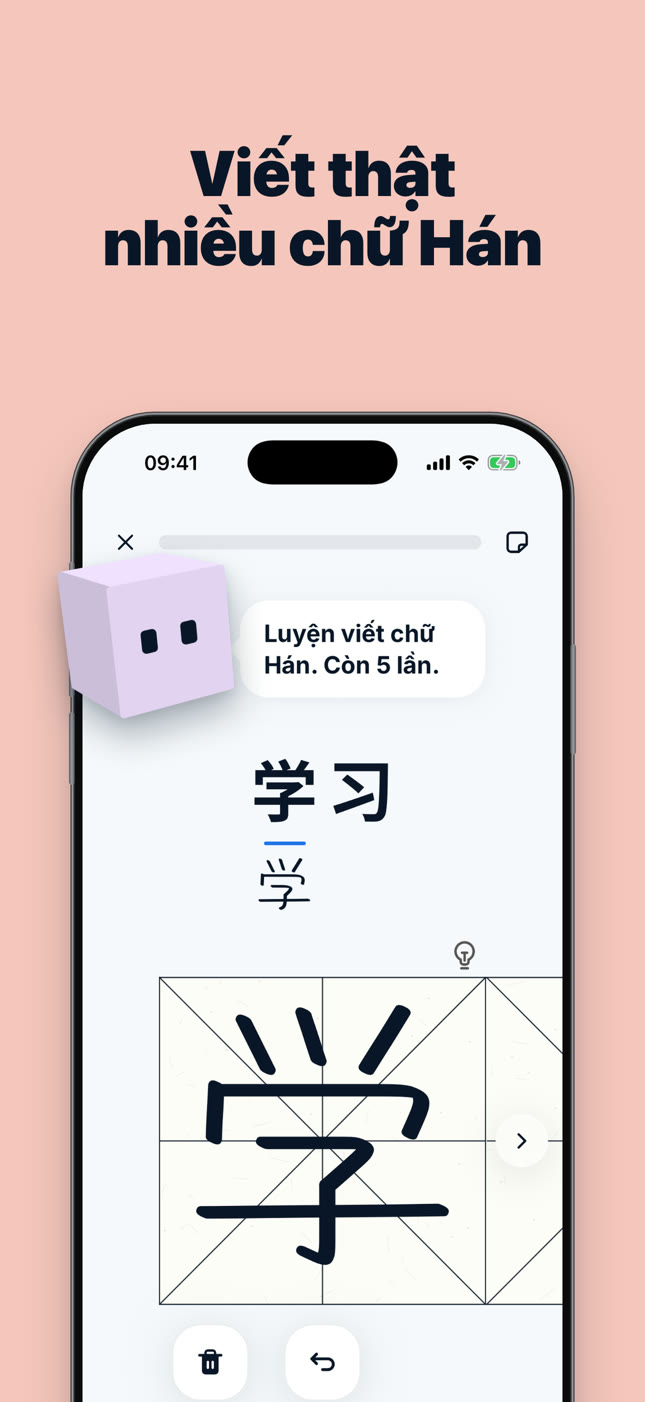 Viết thật
nhiều chữ Hán
09:41
Luyện viết chữ
Hán. Còn 5 lần.
学习
学
学